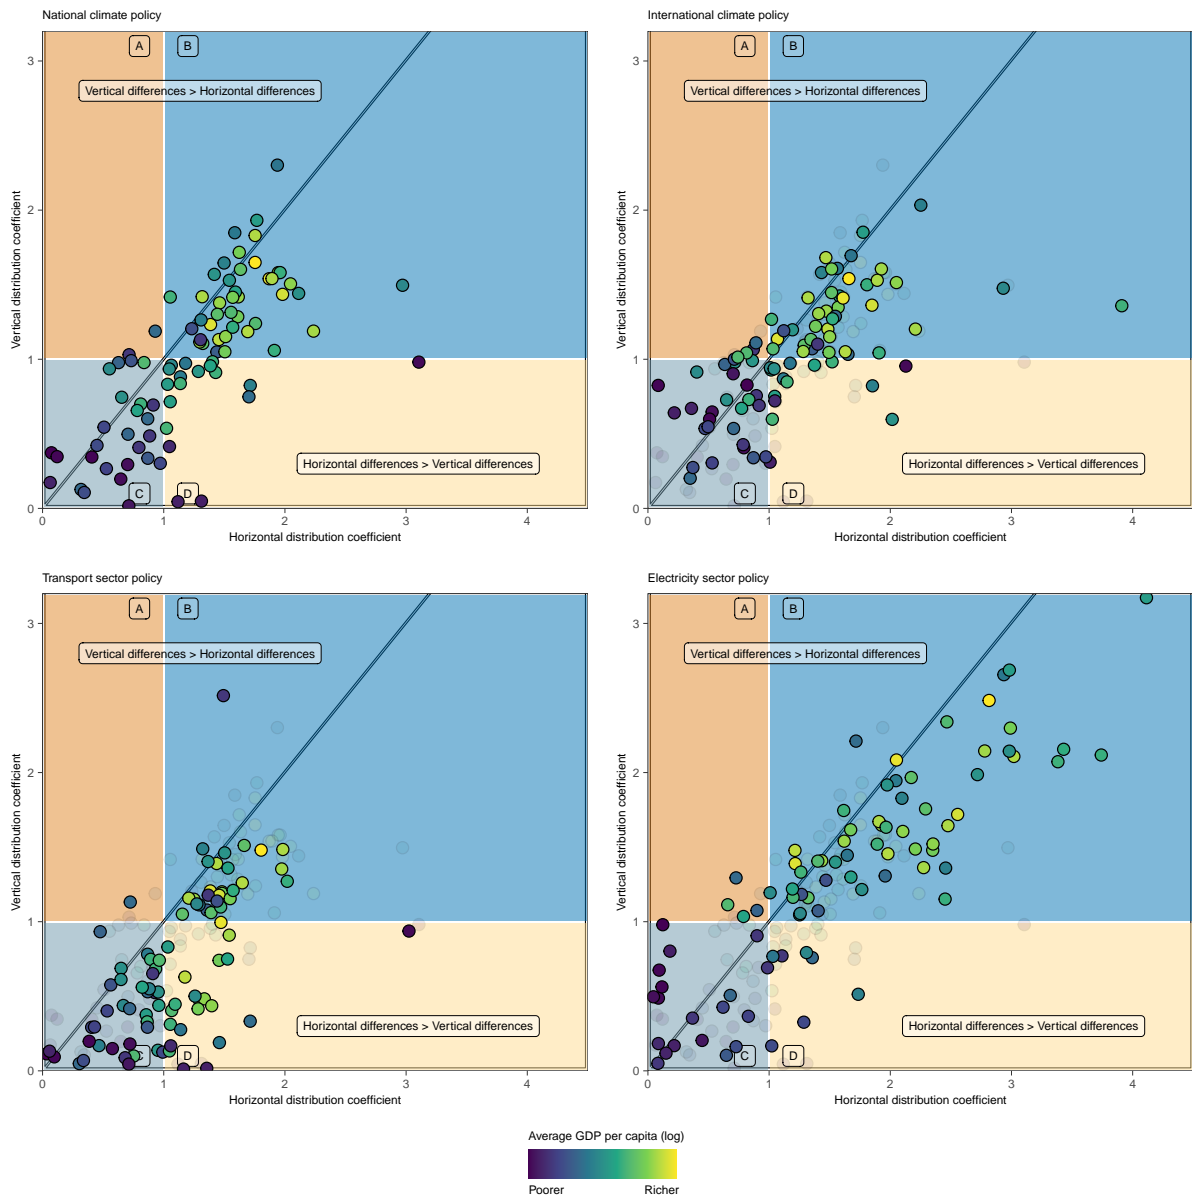 National climate policy
International climate policy
A
B
A
B
3
Vertical differences > Horizontal differences
3
Vertical differences > Horizontal differences
Vertical distribution coefficient
Vertical distribution coefficient
2
2
1
1
Horizontal differences > Vertical differences
Horizontal differences > Vertical differences
C
D
C
D
0
0
0
1
2
3
4
0
1
2
3
4
Horizontal distribution coefficient
Horizontal distribution coefficient
Transport sector policy
Electricity sector policy
A
B
A
B
3
3
Vertical differences > Horizontal differences
Vertical differences > Horizontal differences
Vertical distribution coefficient
Vertical distribution coefficient
2
2
1
1
Horizontal differences > Vertical differences
Horizontal differences > Vertical differences
C
D
C
D
0
0
0
1
2
3
4
0
1
2
3
4
Horizontal distribution coefficient
Horizontal distribution coefficient
Average GDP per capita (log)
Poorer
Richer